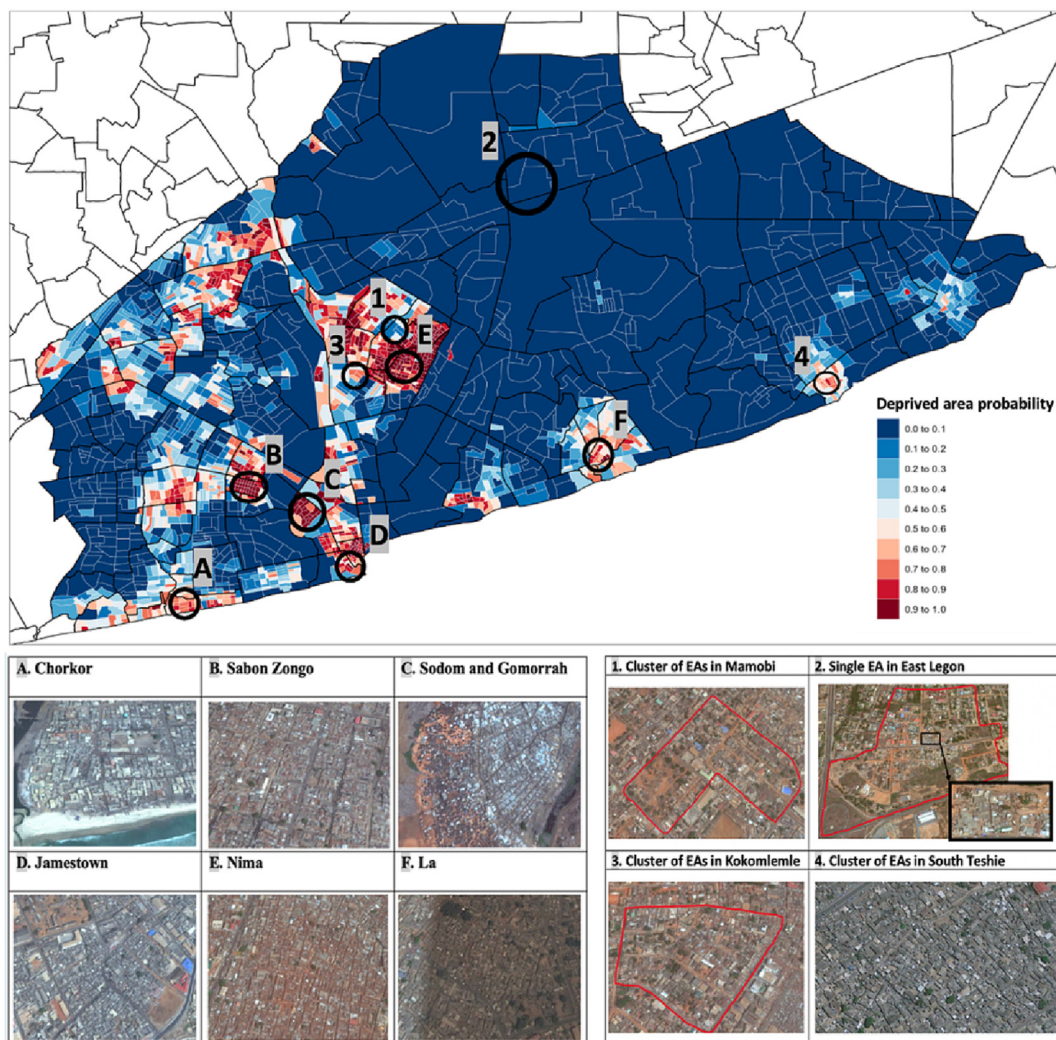 2
1
E
3
4
F
B
C
D
A
Deprived area probability
0.0 to 0.1
0.1 to 0.2
0.2 to 0.3
0.3 to 0.4
0.4 to 0.5
0.5 to 0.6
0.6 to 0.7
0.7 to 0.8
0.8 to 0.9
0.9 to 1.0
A. Chorkor
B. Sabon Zongo
C. Sodom and Gomorrah
D. Jamestown
E. Nima
F. La
1. Cluster of EAs in Mamobi
2. Single EA in East Legon
3. Cluster of EAs in Kokomlemle
4. Cluster of EAs in South Teshie